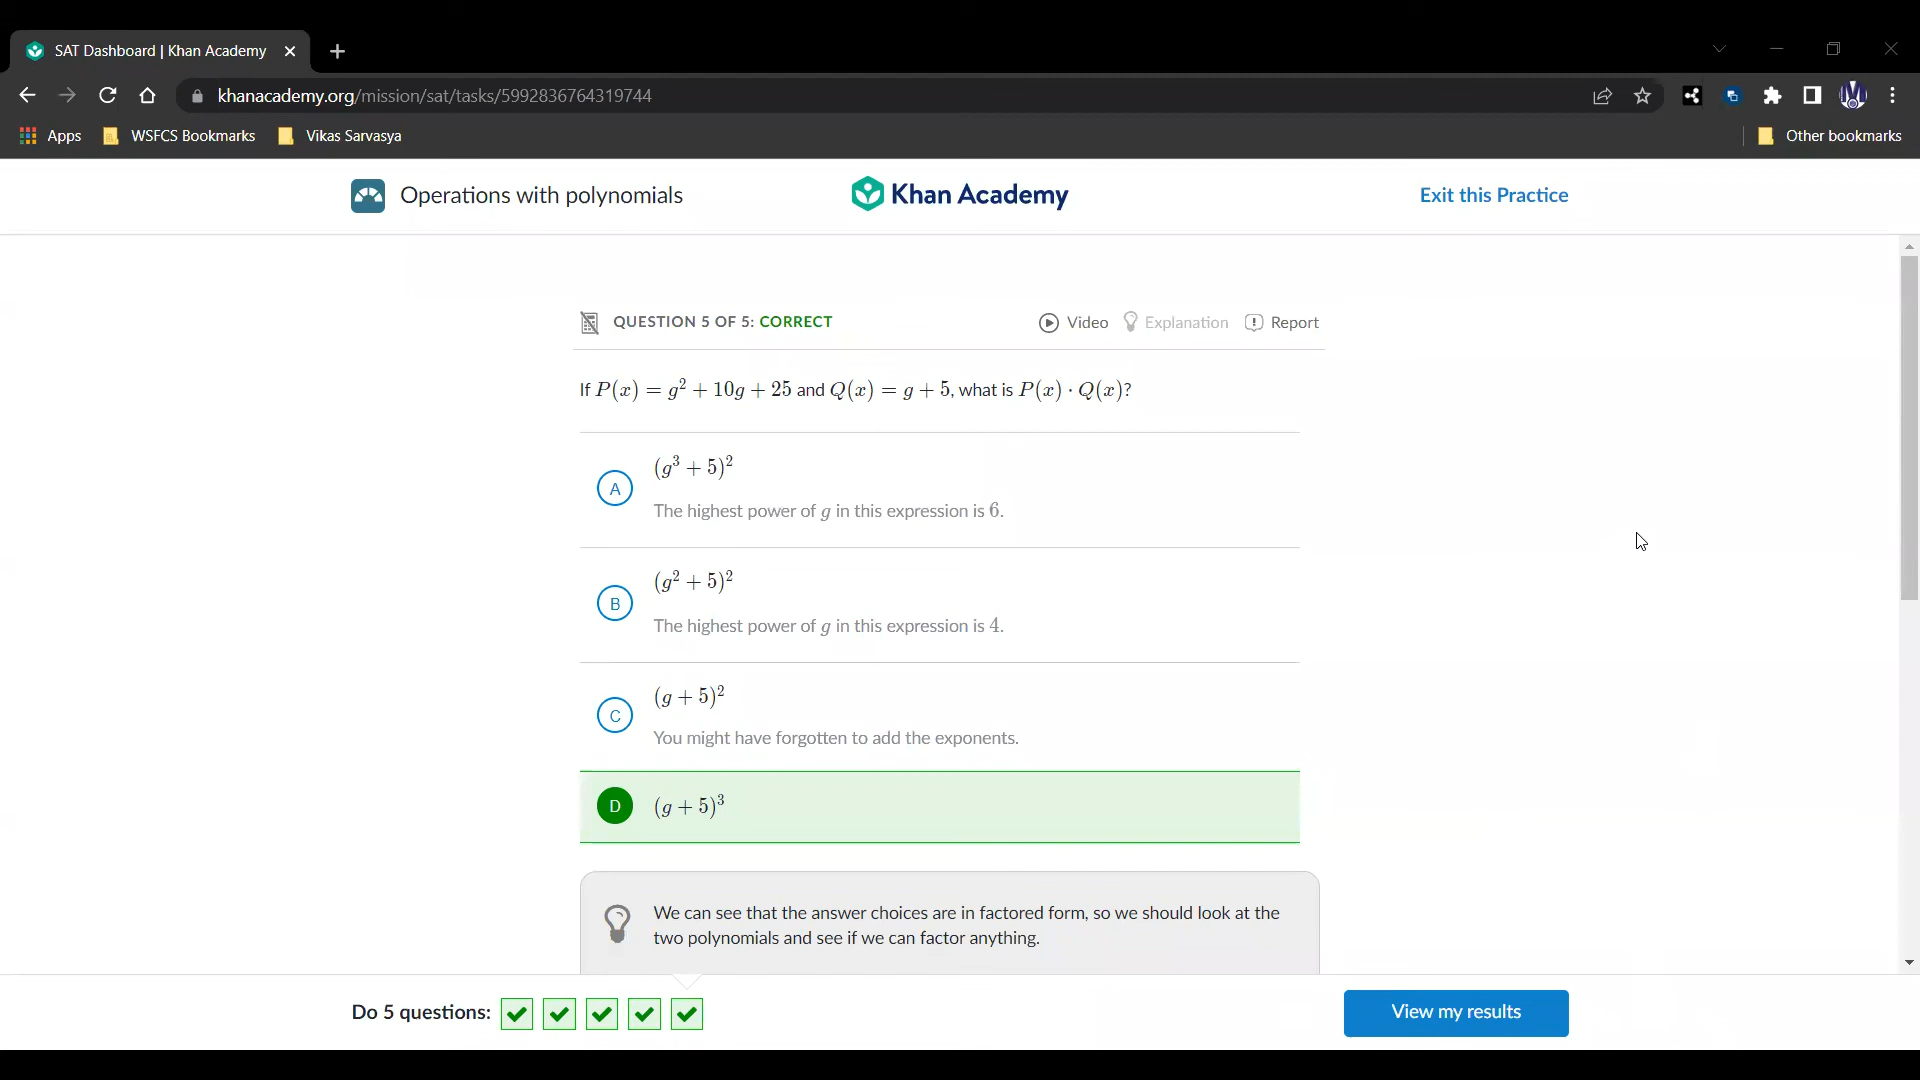 SAT Dashboard | Khan Academy
khanacademy.org/mission/sat/tasks/5992836764319744
Apps WSFCS Bookmarks Vikas Sarvasya Other bookmarks
Operations with polynomials Khan Academy Exit this Practice
QUESTION 5 OF 5: CORRECT Video Explanation Report
If P(x) = g² + 10g + 25 and Q(x) = g + 5, what is P(x) · Q(x)?
A (g³ + 5)²
The highest power of g in this expression is 6.
B (g² + 5)²
The highest power of g in this expression is 4.
C (g + 5)²
You might have forgotten to add the exponents.
D (g + 5)³
We can see that the answer choices are in factored form, so we should look at the
two polynomials and see if we can factor anything.
Do 5 questions: View my results